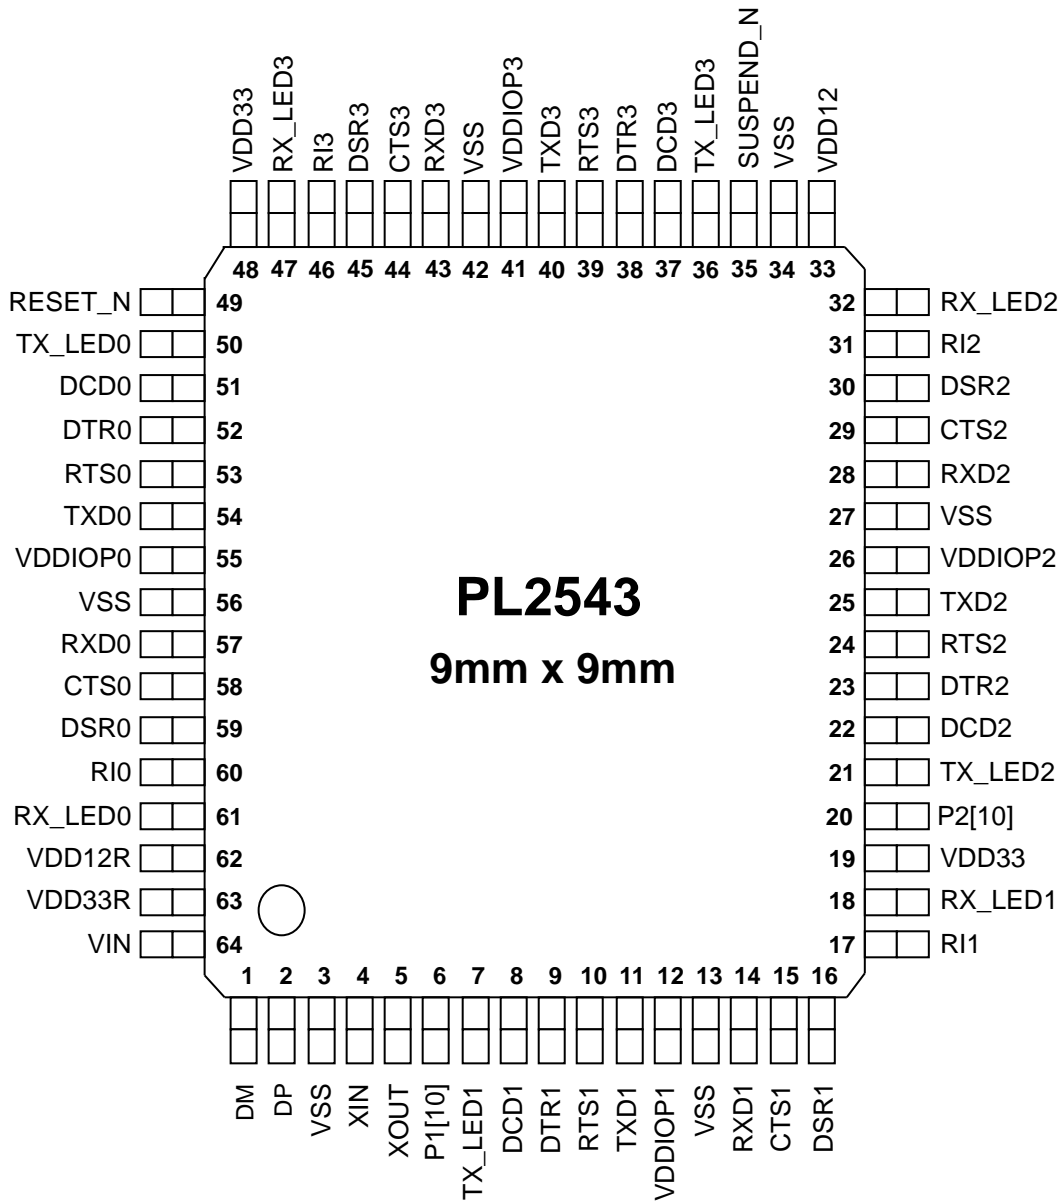 VDD33
RX_LED3
RI3
DSR3
CTS3
RXD3
VSS
VDDIOP3
TXD3
RTS3
DTR3
DCD3
TX_LED3
SUSPEND_N
VSS
VDD12
48 47 46 45 44 43 42 41 40 39 38 37 36 35 34 33
RESET_N 49
TX_LED0 50
DCD0 51
DTR0 52
RTS0 53
TXD0 54
VDDIOP0 55
VSS 56
RXD0 57
CTS0 58
DSR0 59
RI0 60
RX_LED0 61
VDD12R 62
VDD33R 63
VIN 64
PL2543
9mm x 9mm
32 RX_LED2
31 RI2
30 DSR2
29 CTS2
28 RXD2
27 VSS
26 VDDIOP2
25 TXD2
24 RTS2
23 DTR2
22 DCD2
21 TX_LED2
20 P2[10]
19 VDD33
18 RX_LED1
17 RI1
1 2 3 4 5 6 7 8 9 10 11 12 13 14 15 16
DM
DP
VSS
XIN
XOUT
P1[10]
TX_LED1
DCD1
DTR1
RTS1
TXD1
VDDIOP1
VSS
RXD1
CTS1
DSR1